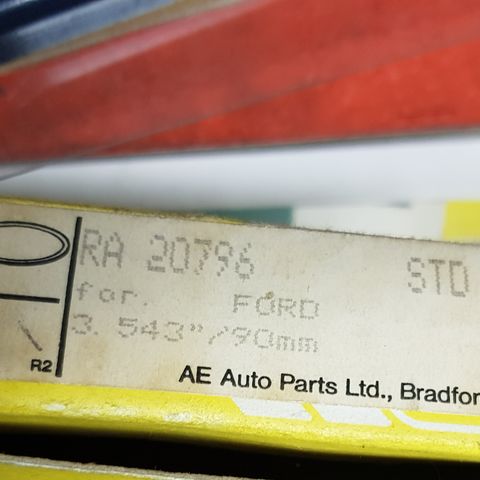 RA 20796 STD
for. FORD
3.543"/90mm
R2
AE Auto Parts Ltd., Bradfor